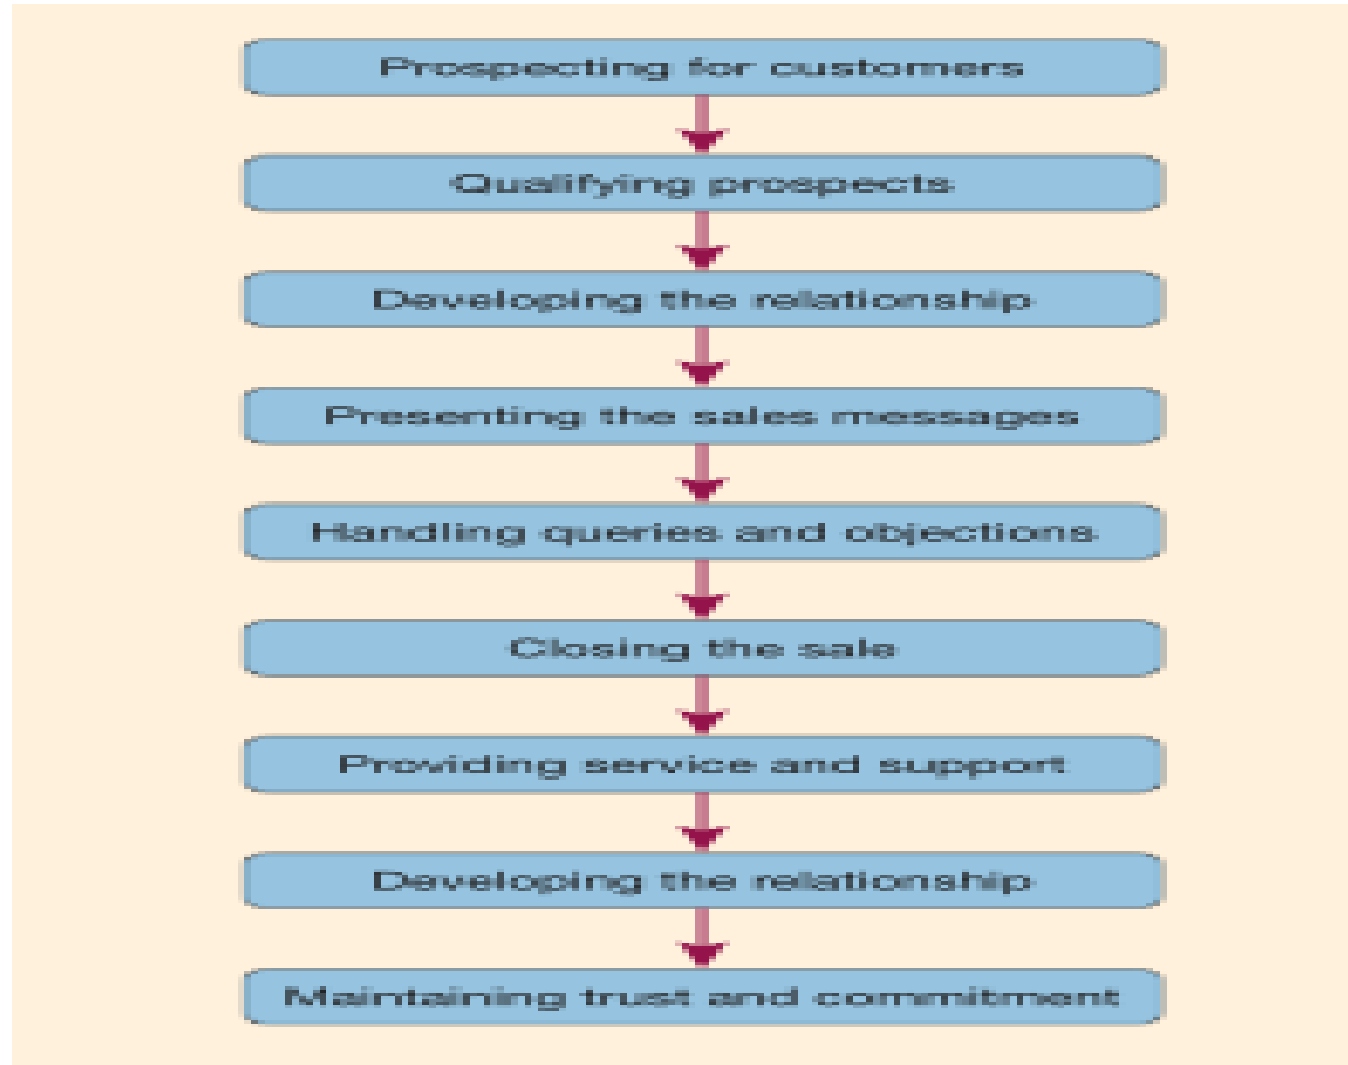 Prospecting for customers
Qualifying prospects
Developing the relationship
Presenting the sales messages
Handling queries and objections
Closing the sale
Providing service and support
Developing the relationship
Maintaining trust and commitment